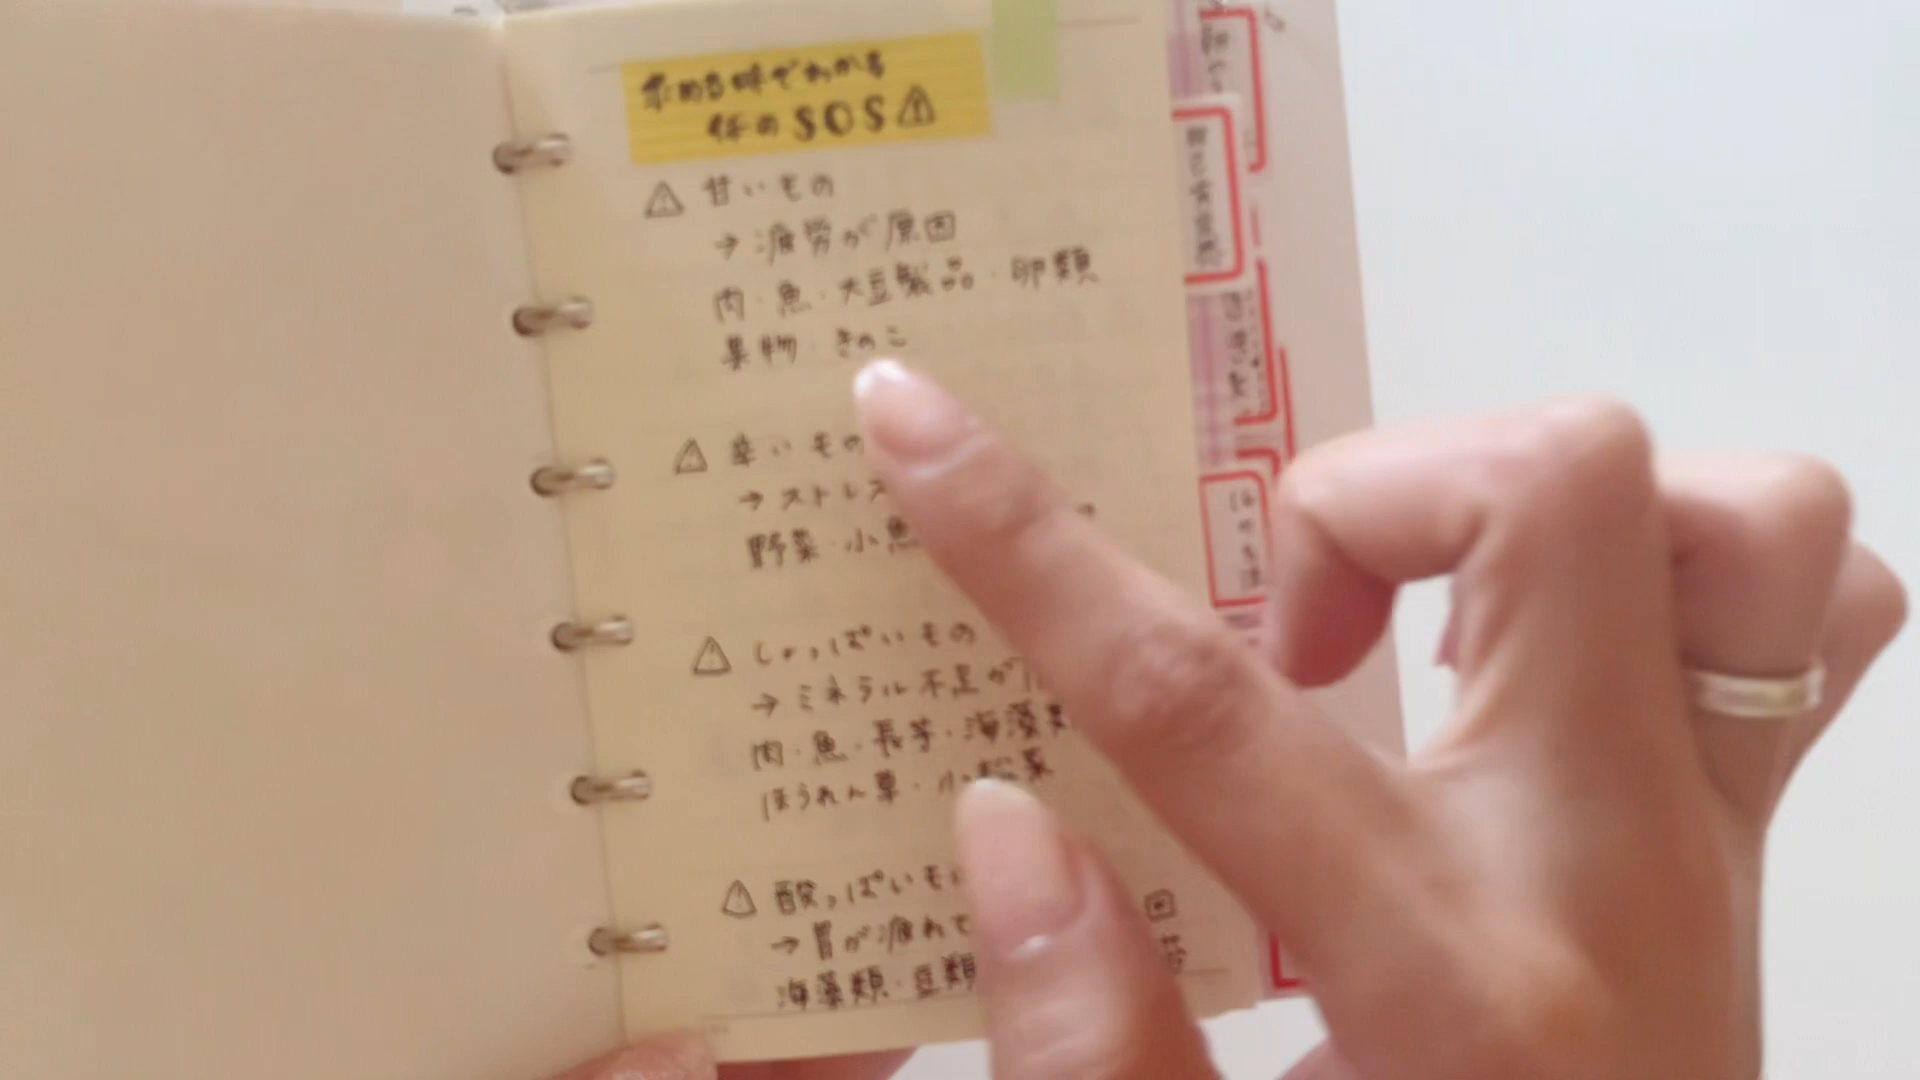 求める味でわかる
体のSOS⚠
⚠ 甘いもの
→ 疲労が原因
肉・魚・大豆製品・卵類
果物・きのこ
⚠ 辛いもの
→ ストレス
野菜・小魚
⚠ しょっぱいもの
→ ミネラル不足が
肉・魚・長芋・海藻
ほうれん草・小松菜
⚠ 酸っぱいもの
→ 胃が疲れて
海藻類・豆類